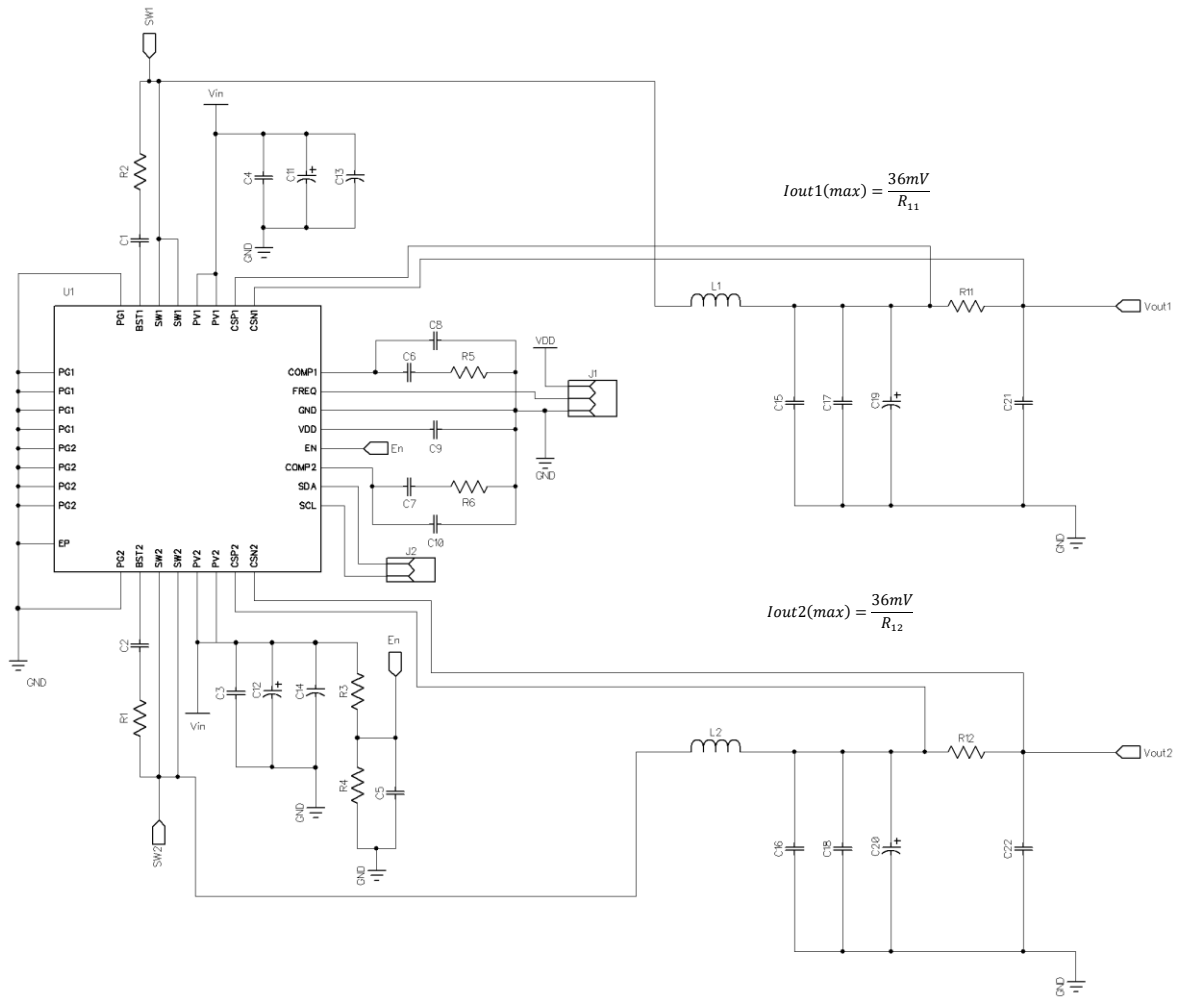 SW1
Vin
R2
C4
C11
+
C13
Iout1(max) = 36mV / R11
C1
GND
U1
PG1
BST1
SW1
SW1
PV1
PV1
CSP1
CSN1
L1
R11
Vout1
C8
VDD
C6
R5
J1
PG1
COMP1
PG1
FREQ
PG1
GND
PG1
VDD
C9
PG2
EN
En
PG2
COMP2
PG2
SDA
PG2
SCL
EP
C7
R6
C10
GND
C15
C17
C19
+
C21
GND
J2
PG2
BST2
SW2
SW2
PV2
PV2
CSP2
CSN2
Iout2(max) = 36mV / R12
GND
C2
En
R1
Vin
C3
C12
+
C14
R3
R4
C5
GND
GND
SW2
L2
R12
Vout2
C16
C18
C20
+
C22
GND